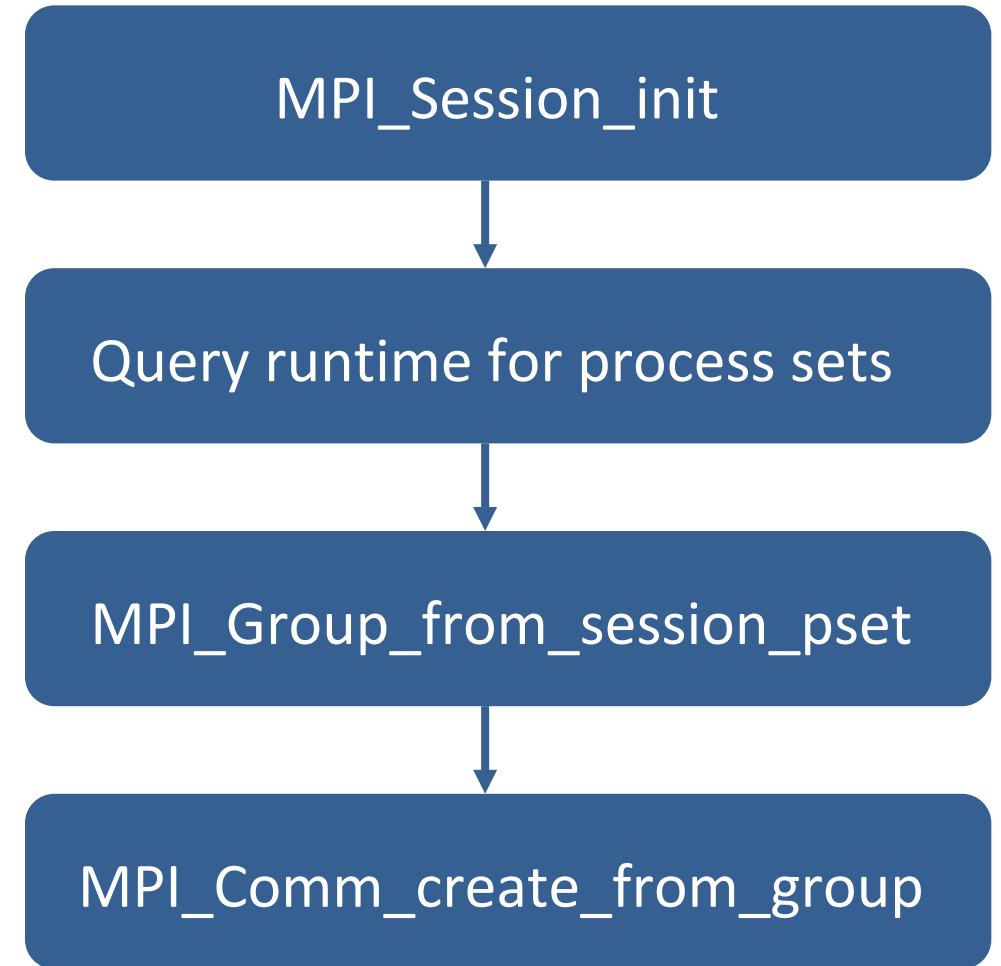 MPI_Session_init
Query runtime for process sets
MPI_Group_from_session_pset
MPI_Comm_create_from_group